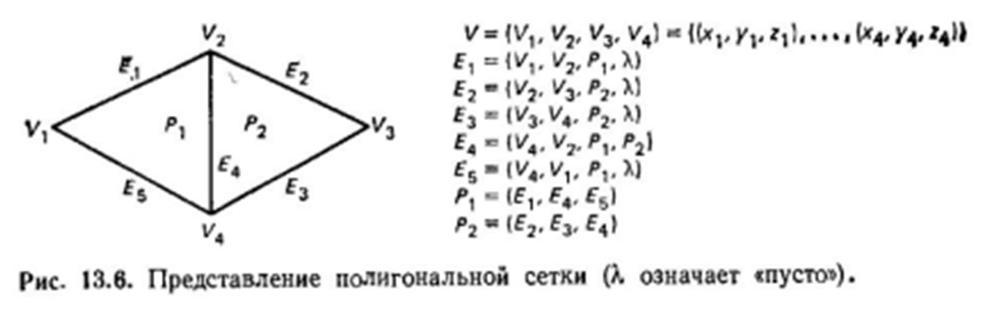 V₂
E₁
E₂
V₁
P₁
P₂
V₃
E₄
E₅
E₃
V₄
V = (V₁, V₂, V₃, V₄) = ((x₁, y₁, z₁), ..., (x₄, y₄, z₄))
E₁ = (V₁, V₂, P₁, λ)
E₂ = (V₂, V₃, P₂, λ)
E₃ = (V₃, V₄, P₂, λ)
E₄ = (V₄, V₂, P₁, P₂)
E₅ = (V₄, V₁, P₁, λ)
P₁ = (E₁, E₄, E₅)
P₂ = (E₂, E₃, E₄)
Рис. 13.6. Представление полигональной сетки (λ означает «пусто»).